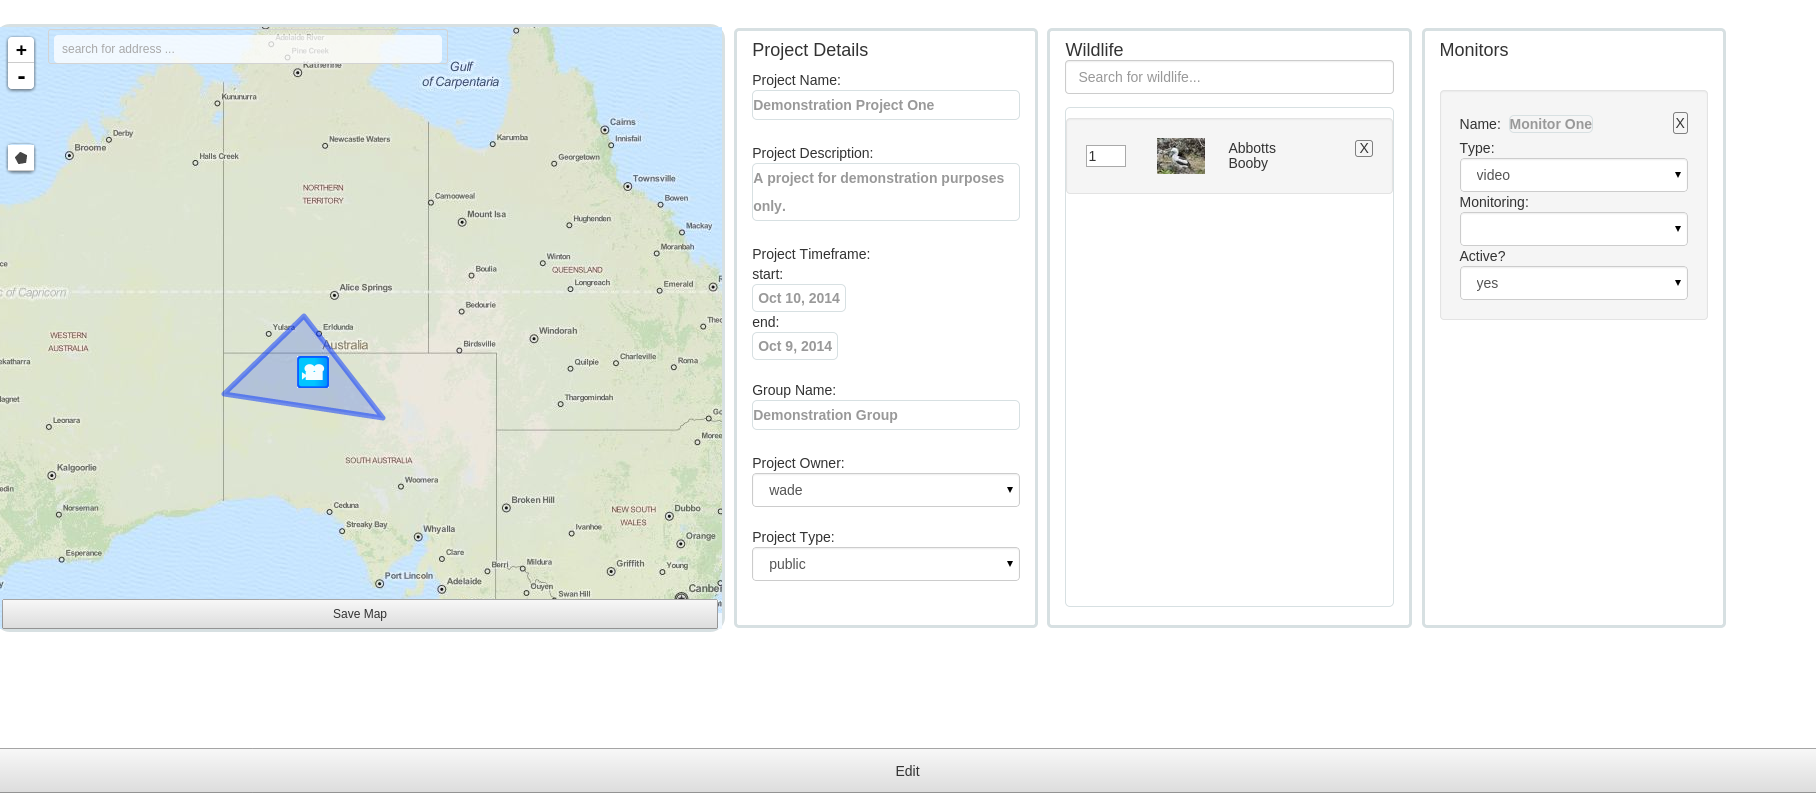 +
-
search for address ...
Adelaide River
Pine Creek
Katherine
Gulf
of Carpentaria
Kununurra
Derby
Broome
Halls Creek
Newcastle Waters
Karumba
Cairns
Innisfail
Georgetown
NORTHERN
TERRITORY
Camooweal
Mount Isa
Townsville
Bowen
Hughenden
Mackay
Moranbah
Winton
Boulia
QUEENSLAND
Longreach
Emerald
c of Capricorn
Alice Springs
Bedourie
Yulara
Erldunda
Australia
WESTERN
AUSTRALIA
Birdsville
Windorah
Quilpie
Charleville
Roma
ekatharra
Thargomindah
Leonara
SOUTH AUSTRALIA
Kalgoorlie
Woomera
Norseman
Ceduna
Streaky Bay
Broken Hill
NEW SOUTH
WALES
Dubbo
Whyalla
Ivanhoe
Orange
Esperance
Clare
Berri
Mildura
Griffith
Young
Port Lincoln
Adelaide
Ouyen
Swan Hill
Canbe
Save Map
Project Details
Project Name:
Demonstration Project One
Project Description:
A project for demonstration purposes
only.
Project Timeframe:
start:
Oct 10, 2014
end:
Oct 9, 2014
Group Name:
Demonstration Group
Project Owner:
wade
Project Type:
public
Wildlife
Search for wildlife...
1
Abbotts
Booby
X
Monitors
Name: Monitor One
X
Type:
video
Monitoring:
Active?
yes
Edit